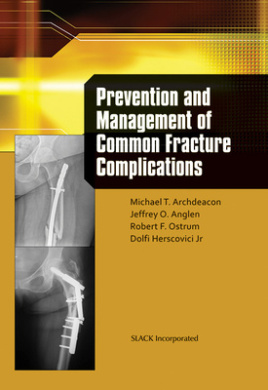 Prevention and
Management of
Common Fracture
Complications
Michael T. Archdeacon
Jeffrey O. Anglen
Robert F. Ostrum
Dolfi Herscovici Jr
SLACK Incorporated